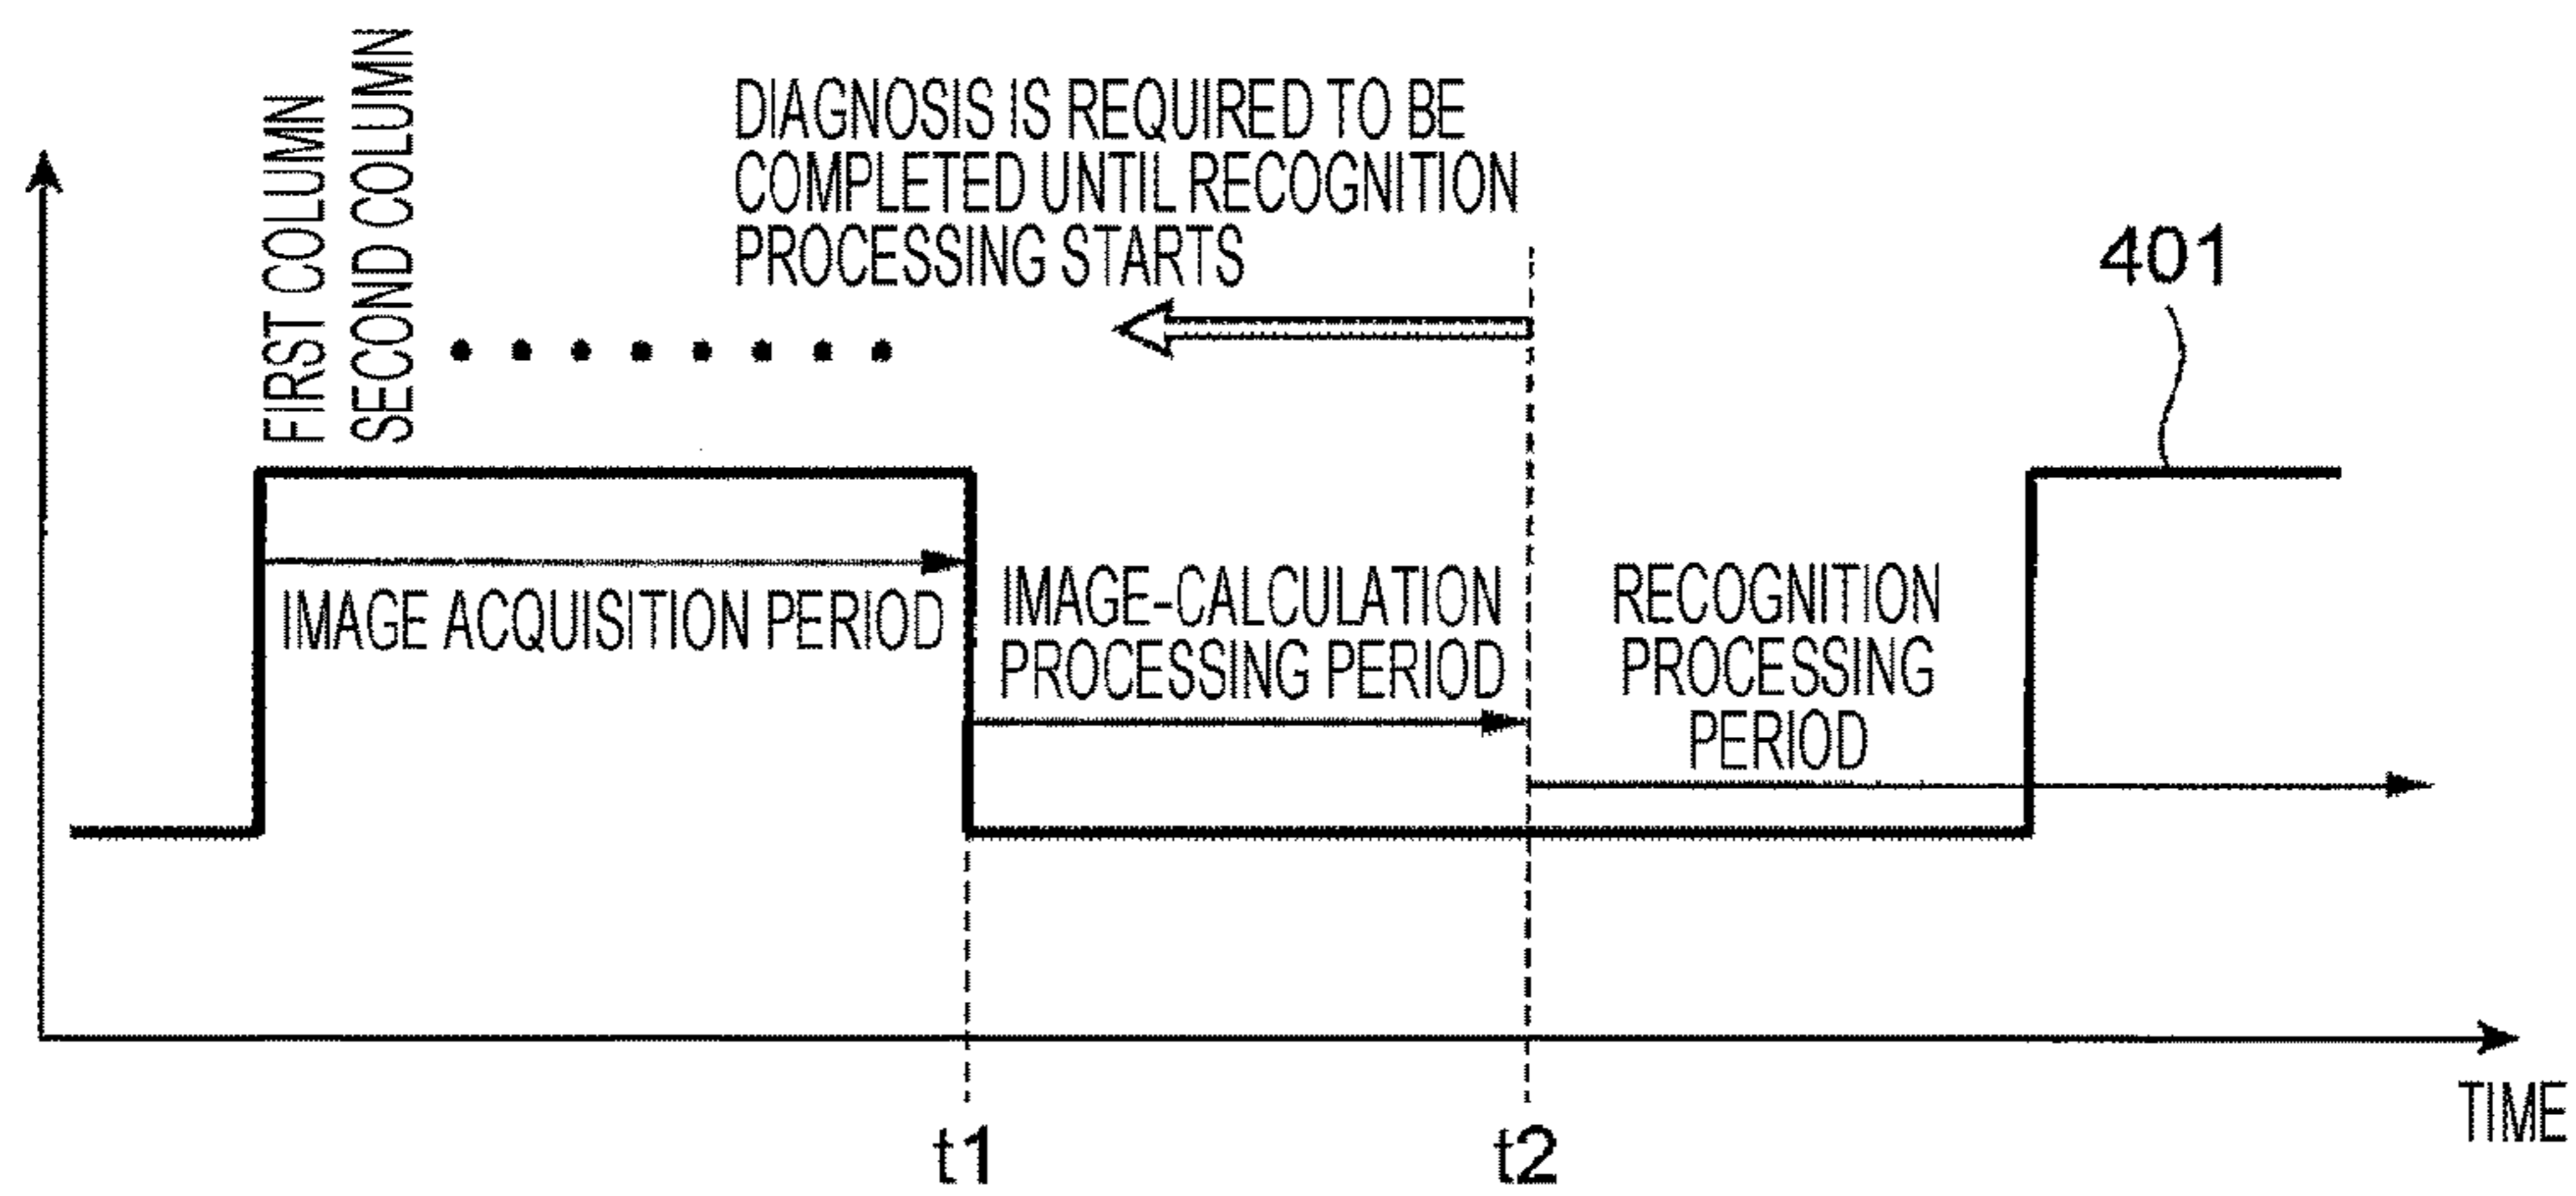 FIRST COLUMN
SECOND COLUMN
DIAGNOSIS IS REQUIRED TO BE
COMPLETED UNTIL RECOGNITION
PROCESSING STARTS
401
IMAGE ACQUISITION PERIOD
IMAGE-CALCULATION
PROCESSING PERIOD
RECOGNITION
PROCESSING
PERIOD
t1
t2
TIME